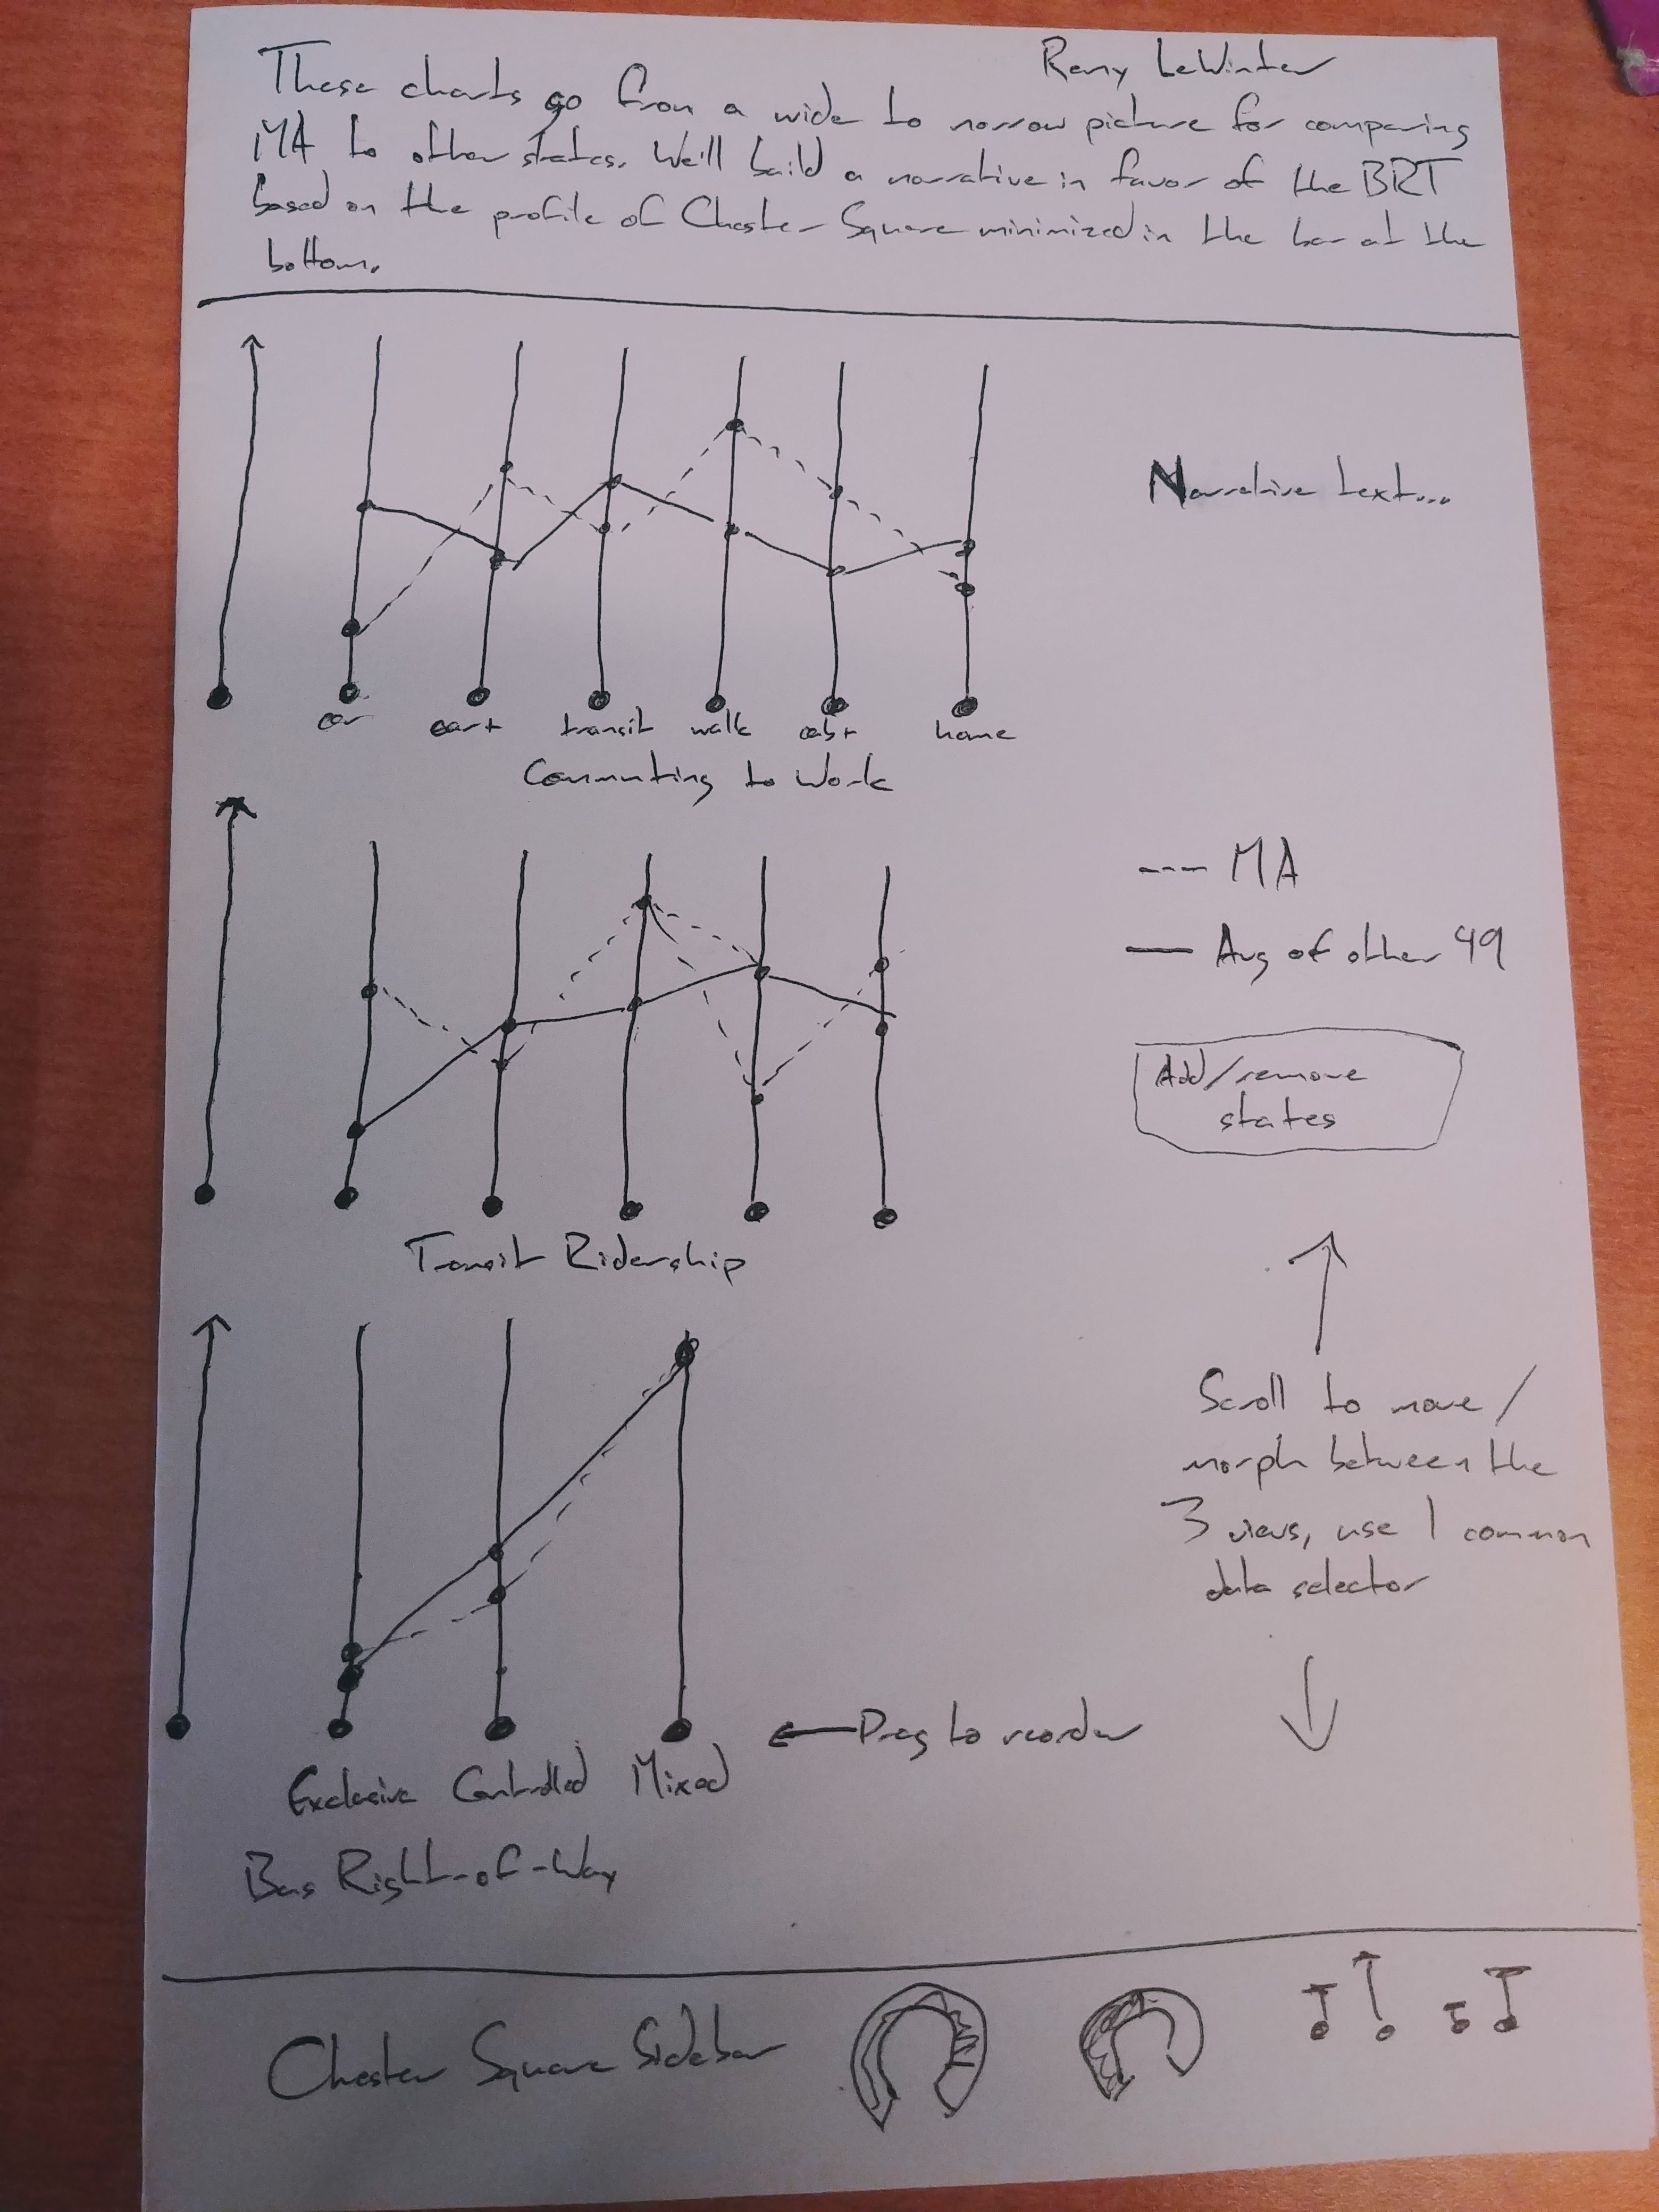 Remy LeWinter
These charts go from a wide to narrow picture for comparing
MA to other states. We'll build a narrative in favor of the BRT
based on the profile of Chester Square minimized in the bar at the
bottom.
Narrative text...
car car+ transit walk cab+ home
Commuting to Work
--- MA
— Avg of other 49
Add/remove
states
Transit Ridership
Scroll to move/
morph between the
3 views, use 1 common
data selector
← Drag to reorder
Exclusive Controlled Mixed
Bus Right-of-Way
Chester Square Sidebar